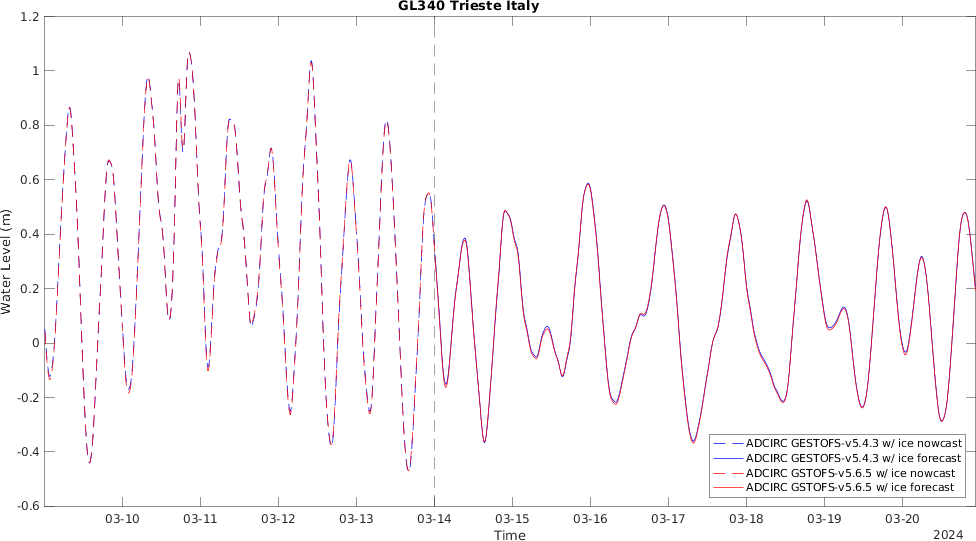 GL340 Trieste Italy
1.2
1
0.8
0.6
0.4
0.2
0
-0.2
-0.4
-0.6
Water Level (m)
03-10 03-11 03-12 03-13 03-14 03-15 03-16 03-17 03-18 03-19 03-20
Time
2024
ADCIRC GESTOFS-v5.4.3 w/ ice nowcast
ADCIRC GESTOFS-v5.4.3 w/ ice forecast
ADCIRC GSTOFS-v5.6.5 w/ ice nowcast
ADCIRC GSTOFS-v5.6.5 w/ ice forecast